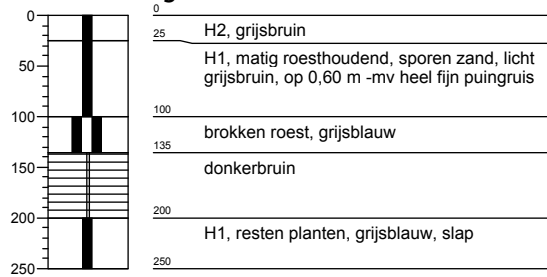 0
0
25
H2, grijsbruin
50
H1, matig roesthoudend, sporen zand, licht
grijsbruin, op 0,60 m -mv heel fijn puingruis
100
100
brokken roest, grijsblauw
135
150
donkerbruin
200
200
H1, resten planten, grijsblauw, slap
250
250